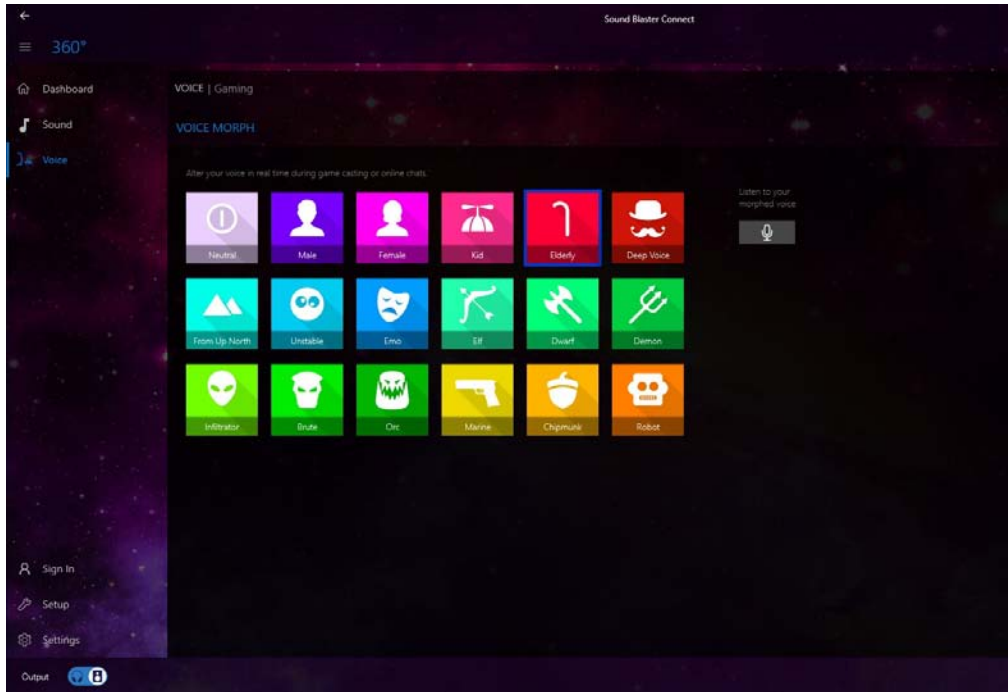 Sound Blaster Connect
360°
Dashboard
Sound
Voice
VOICE | Gaming
VOICE MORPH
Alter your voice in real time during game casting or online chats.
Neutral
Male
Female
Kid
Elderly
Deep Voice
From Up North
Unstable
Emo
Elf
Dwarf
Demon
Infiltrator
Brute
Orc
Marine
Chipmunk
Robot
Listen to your
morphed voice
Sign In
Setup
Settings
Output